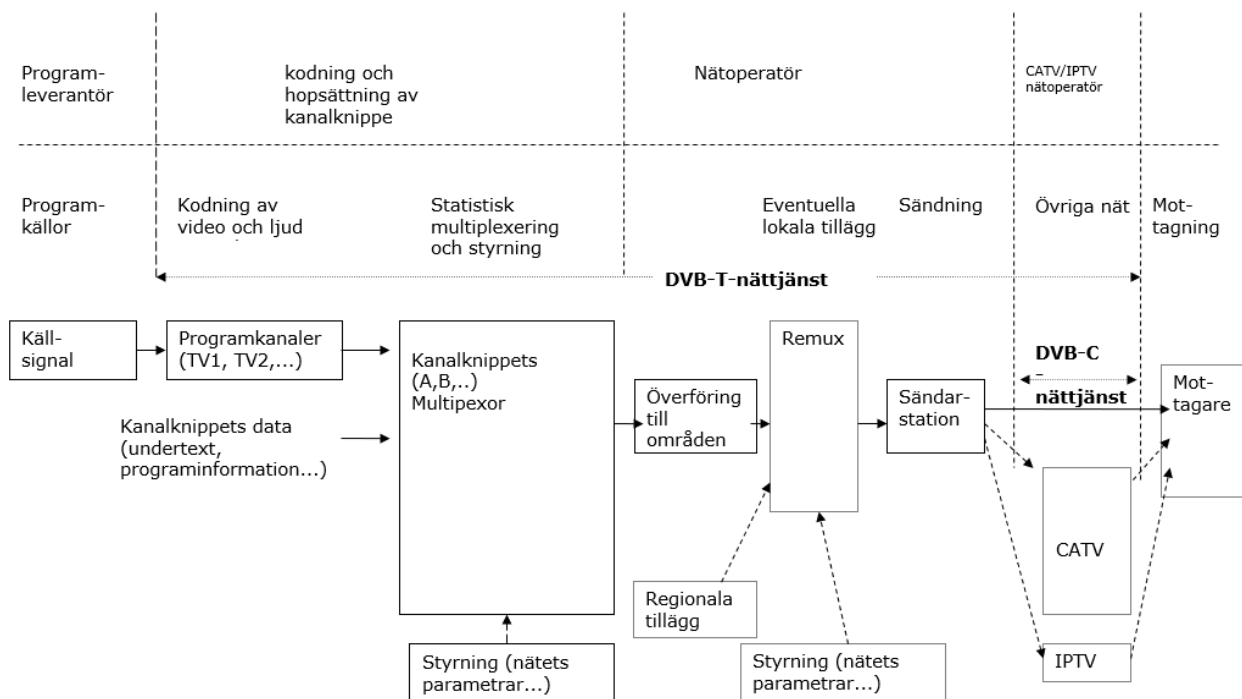 Program-
leverantör
kodning och
hopsättning av
kanalknippe
Nätoperatör
CATV/IPTV
nätoperatör
Program-
källor
Kodning av
video och ljud
Statistisk
multiplexering
och styrning
Eventuella
lokala tillägg
Sändning
Övriga nät
Mot-
tagning
DVB-T-nättjänst
Käll-
signal
Programkanaler
(TV1, TV2,...)
Kanalknippets data
(undertext,
programinformation...)
Kanalknippets
(A,B,..)
Multipexor
Överföring
till
områden
Remux
Sändar-
station
DVB-C
–
nättjänst
Mot-
tagare
CATV
Regionala
tillägg
Styrning (nätets
parametrar...)
Styrning (nätets
parametrar...)
IPTV